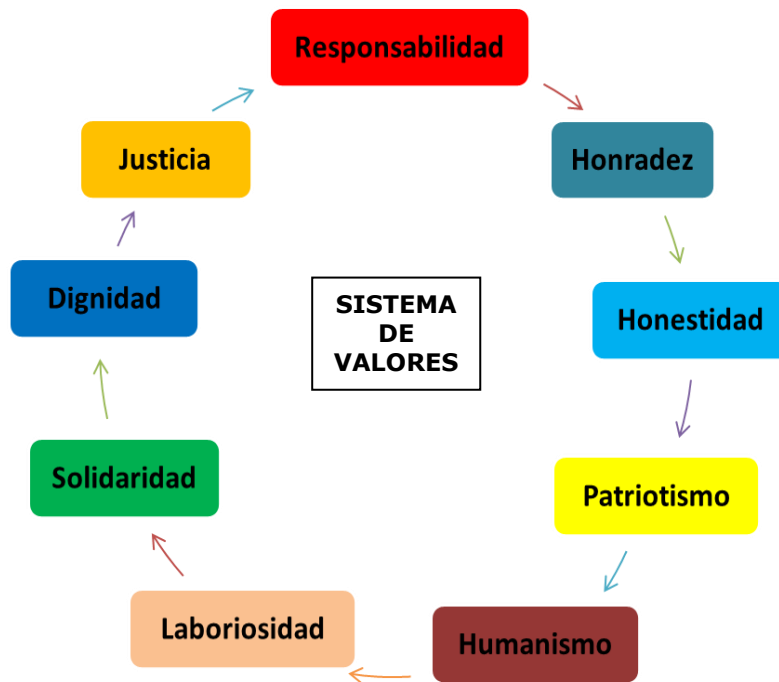 Responsabilidad
Honradez
Honestidad
Patriotismo
Humanismo
Laboriosidad
Solidaridad
Dignidad
Justicia
SISTEMA
DE
VALORES